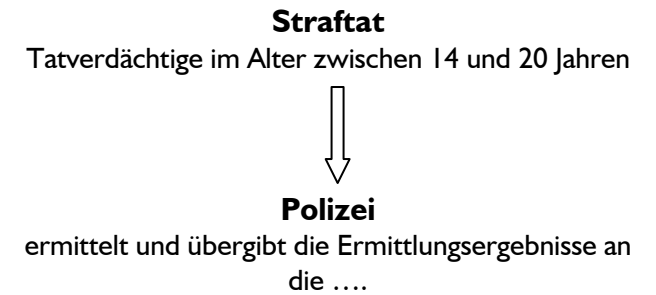 Straftat
Tatverdächtige im Alter zwischen 14 und 20 Jahren
Polizei
ermittelt und übergibt die Ermittlungsergebnisse an
die ….